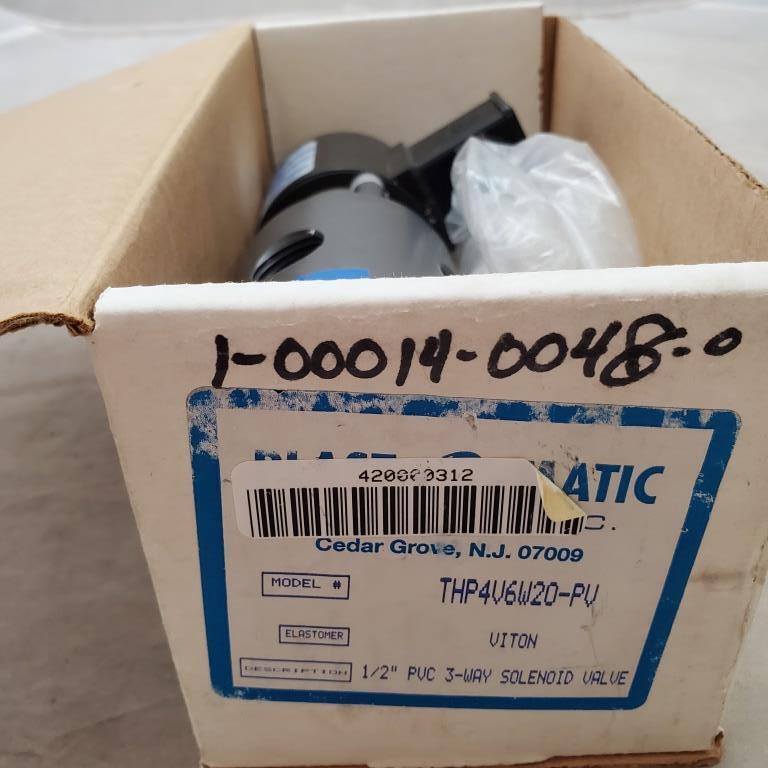 1-00014-0048-0
MATIC
420000312
C.
Cedar Grove, N.J. 07009
MODEL # THP4V6W20-PV
ELASTOMER VITON
DESCRIPTION 1/2" PVC 3-WAY SOLENOID VALVE